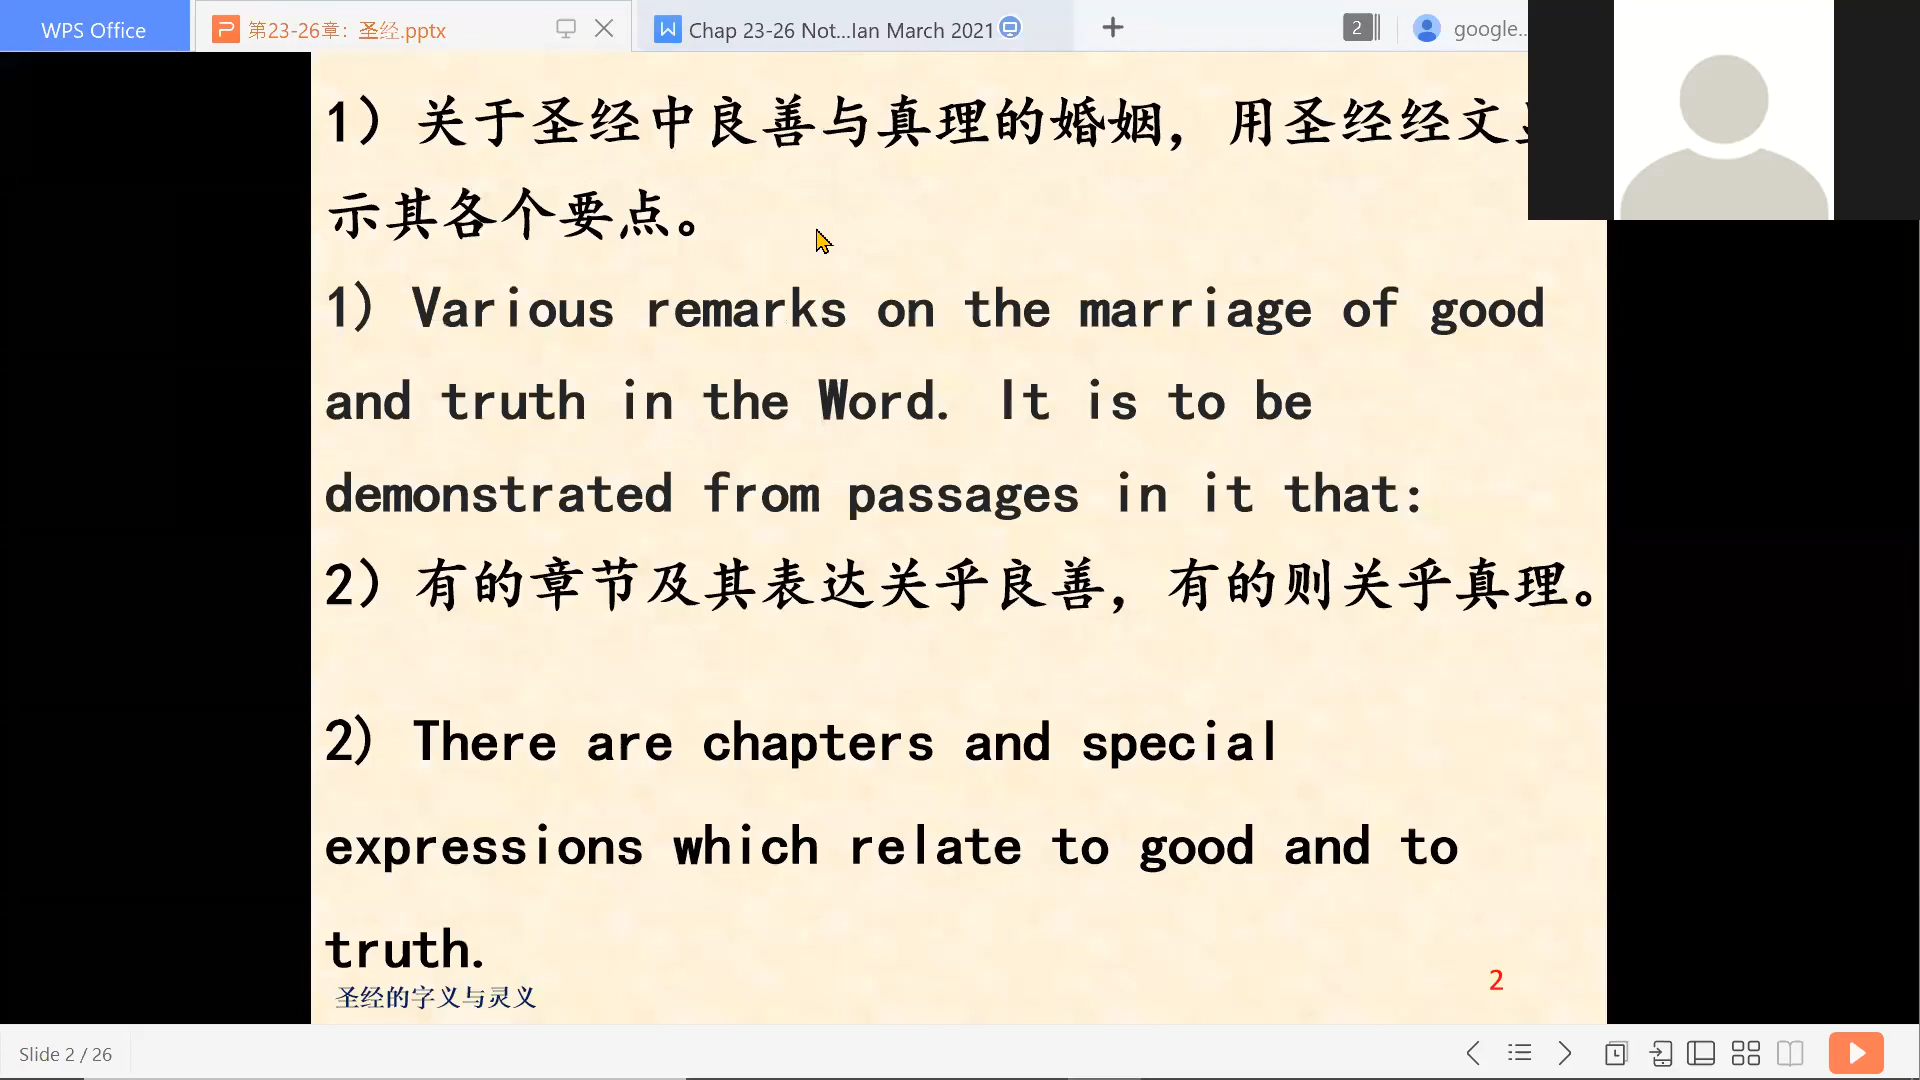 WPS Office
第23-26章：圣经.pptx
Chap 23-26 Not...Ian March 2021
2
google..
1）关于圣经中良善与真理的婚姻，用圣经经文
示其各个要点。
1) Various remarks on the marriage of good
and truth in the Word. It is to be
demonstrated from passages in it that:
2）有的章节及其表达关乎良善，有的则关乎真理。
2) There are chapters and special
expressions which relate to good and to
truth.
圣经的字义与灵义
2
Slide 2 / 26